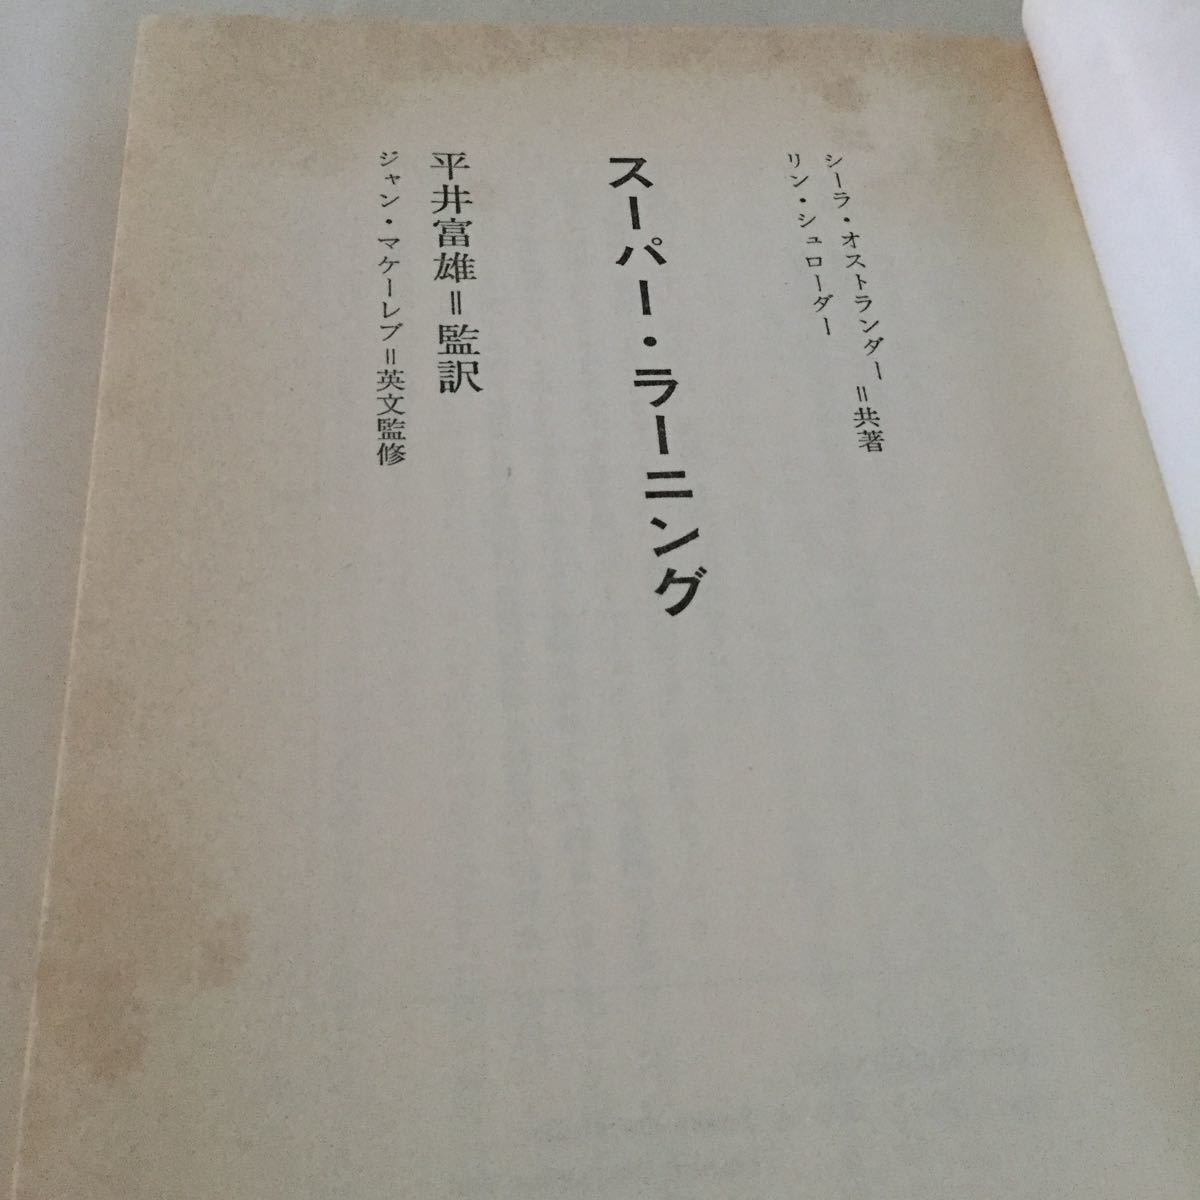 シーラ・オストランダー
リン・シュローダー
＝共著
スーパー・ラーニング
平井富雄＝監訳
ジャン・マケーレブ＝英文監修